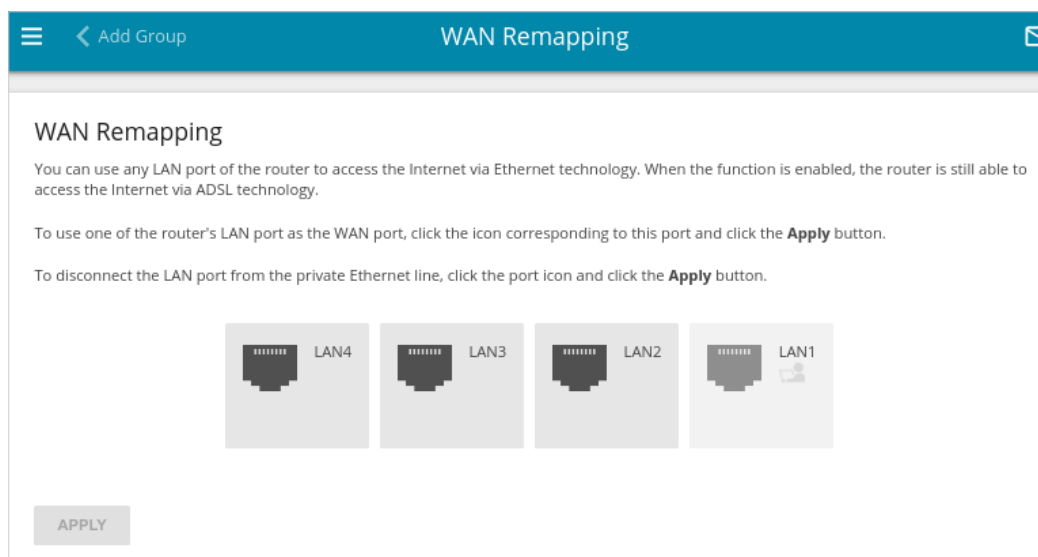 Add Group
WAN Remapping
WAN Remapping
You can use any LAN port of the router to access the Internet via Ethernet technology. When the function is enabled, the router is still able to
access the Internet via ADSL technology.
To use one of the router's LAN port as the WAN port, click the icon corresponding to this port and click the Apply button.
To disconnect the LAN port from the private Ethernet line, click the port icon and click the Apply button.
LAN4
LAN3
LAN2
LAN1
APPLY